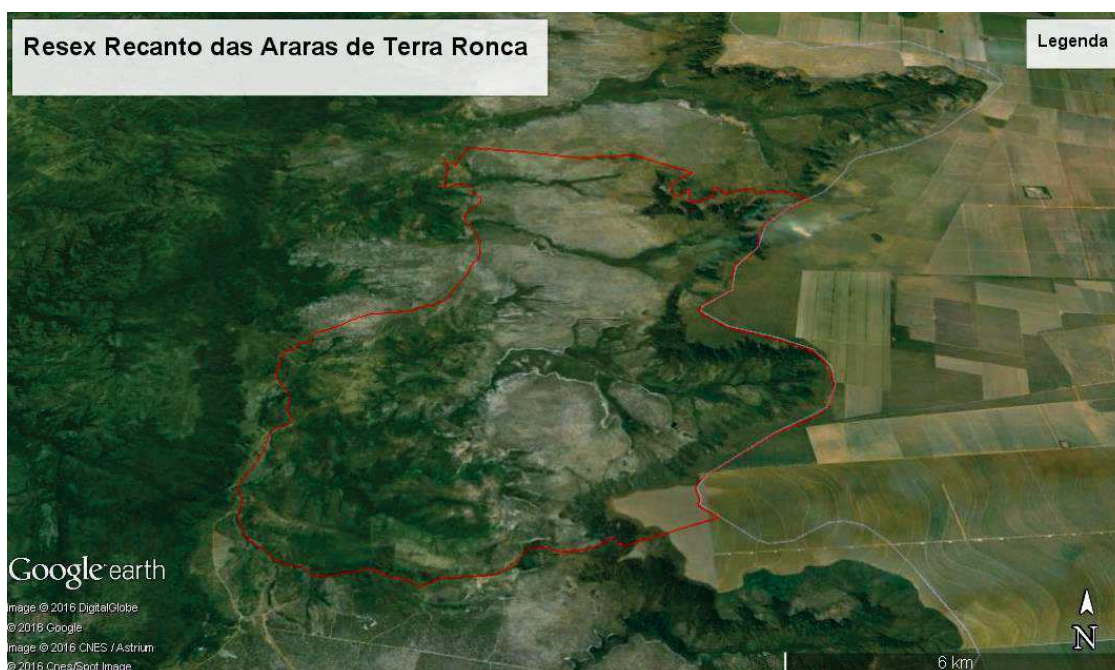 Resex Recanto das Araras de Terra Ronca
Legenda
Google earth
Image © 2016 DigitalGlobe
© 2016 Google
Image © 2016 CNES / Astrium
© 2016 Cnes/Spot Image
N
6 km